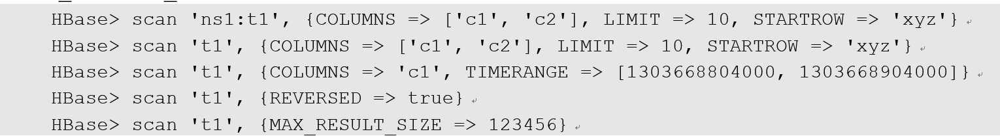 HBase> scan 'ns1:t1', {COLUMNS => ['c1', 'c2'], LIMIT => 10, STARTROW => 'xyz'}
HBase> scan 't1', {COLUMNS => ['c1', 'c2'], LIMIT => 10, STARTROW => 'xyz'}
HBase> scan 't1', {COLUMNS => 'c1', TIMERANGE => [1303668804000, 1303668904000]}
HBase> scan 't1', {REVERSED => true}
HBase> scan 't1', {MAX_RESULT_SIZE => 123456}